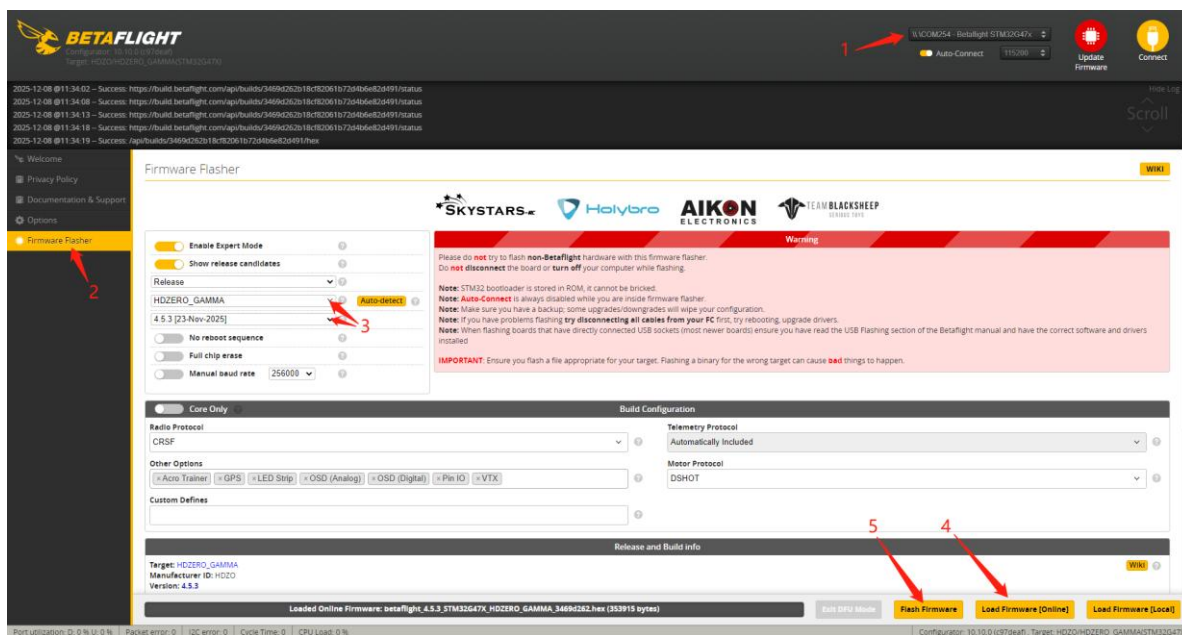 BETAFLIGHT
Configurator: 10.10.0 (c97deaf)
Target: HDZO/HDZERO_GAMMA(STM32G47X)
1
\\.\COM254 - Betaflight STM32G47x
Auto-Connect
115200
Update Firmware
Connect
2025-12-08 @11:34:02 -- Success: https://build.betaflight.com/api/builds/3469d262b18cf82061b72d4b6e82d491/status
2025-12-08 @11:34:08 -- Success: https://build.betaflight.com/api/builds/3469d262b18cf82061b72d4b6e82d491/status
2025-12-08 @11:34:13 -- Success: https://build.betaflight.com/api/builds/3469d262b18cf82061b72d4b6e82d491/status
2025-12-08 @11:34:18 -- Success: https://build.betaflight.com/api/builds/3469d262b18cf82061b72d4b6e82d491/status
2025-12-08 @11:34:19 -- Success: /api/builds/3469d262b18cf82061b72d4b6e82d491/hex
Hide Log
Scroll
Welcome
Privacy Policy
Documentation & Support
Options
Firmware Flasher
2
Firmware Flasher
WIKI
SKYSTARS
Holybro
AIKON
ELECTRONICS
TEAMBLACKSHEEP
SERIOUS TOYS
Enable Expert Mode
Show release candidates
Release
HDZERO_GAMMA
Auto-detect
3
4.5.3 [23-Nov-2025]
No reboot sequence
Full chip erase
Manual baud rate
256000
Warning
Please do not try to flash non-Betaflight hardware with this firmware flasher.
Do not disconnect the board or turn off your computer while flashing.
Note: STM32 bootloader is stored in ROM, it cannot be bricked.
Note: Auto-Connect is always disabled while you are inside firmware flasher.
Note: Make sure you have a backup; some upgrades/downgrades will wipe your configuration.
Note: If you have problems flashing try disconnecting all cables from your FC first, try rebooting, upgrade drivers.
Note: When flashing boards that have directly connected USB sockets (most newer boards) ensure you have read the USB Flashing section of the Betaflight manual and have the correct software and drivers
installed
IMPORTANT: Ensure you flash a file appropriate for your target. Flashing a binary for the wrong target can cause bad things to happen.
Core Only
Build Configuration
Radio Protocol
CRSF
Telemetry Protocol
Automatically Included
Other Options
× Acro Trainer × GPS × LED Strip × OSD (Analog) × OSD (Digital) × Pin IO × VTX
Motor Protocol
DSHOT
Custom Defines
Release and Build info
5
4
Target: HDZERO_GAMMA
Manufacturer ID: HDZO
Version: 4.5.3
Wiki
Loaded Online Firmware: betaflight_4.5.3_STM32G47X_HDZERO_GAMMA_3469d262.hex (353915 bytes)
Exit DFU Mode
Flash Firmware
Load Firmware [Online]
Load Firmware [Local]
Port utilization: D: 0 % U: 0 %
Packet error: 0
I2C error: 0
Cycle Time: 0
CPU Load: 0 %
Configurator: 10.10.0 (c97deaf), Target: HDZO/HDZERO_GAMMA(STM32G47